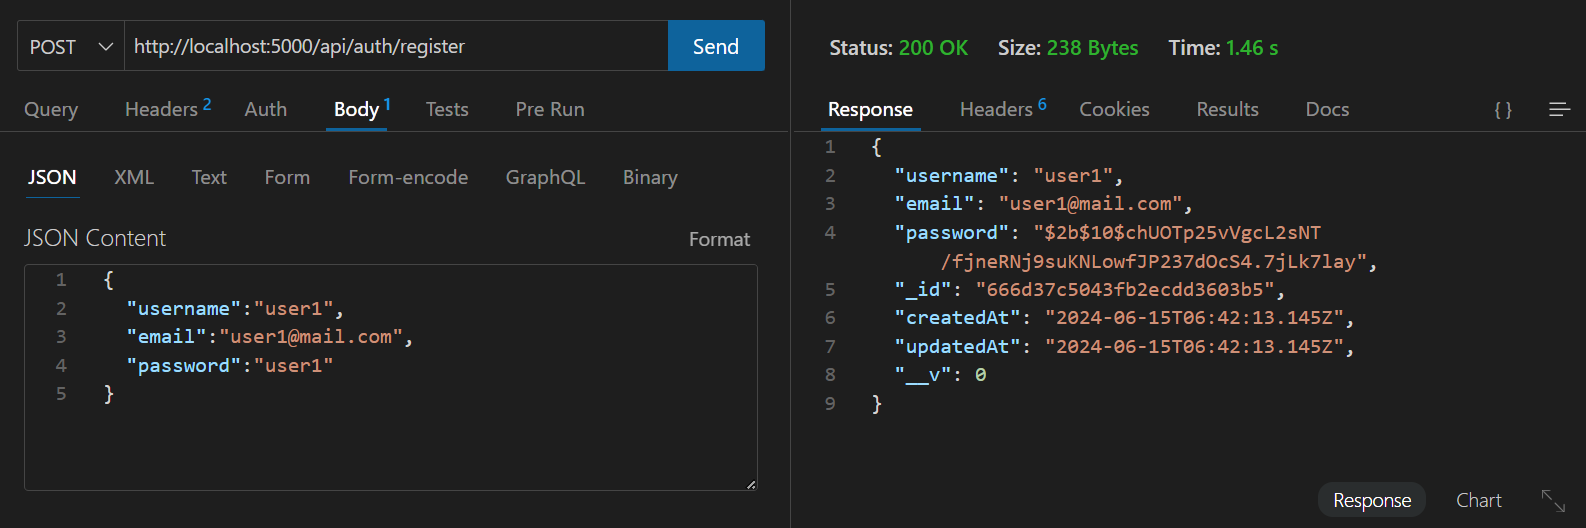 POST http://localhost:5000/api/auth/register Send
Query Headers 2 Auth Body 1 Tests Pre Run
JSON XML Text Form Form-encode GraphQL Binary
JSON Content Format
1 {
2 "username":"user1",
3 "email":"user1@mail.com",
4 "password":"user1"
5 }
Status: 200 OK Size: 238 Bytes Time: 1.46 s
Response Headers 6 Cookies Results Docs { }
1 {
2 "username": "user1",
3 "email": "user1@mail.com",
4 "password": "$2b$10$chUOTp25vVgcL2sNT
/fjneRNj9suKNLowfJP237dOcS4.7jLk7lay",
5 "_id": "666d37c5043fb2ecdd3603b5",
6 "createdAt": "2024-06-15T06:42:13.145Z",
7 "updatedAt": "2024-06-15T06:42:13.145Z",
8 "__v": 0
9 }
Response Chart